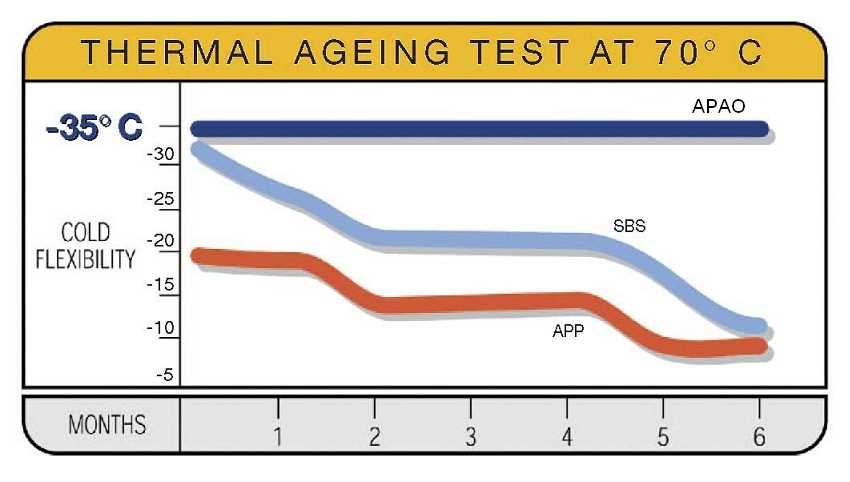 THERMAL AGEING TEST AT 70° C
APAO
-35° C
-30
-25
SBS
COLD
FLEXIBILITY
-20
-15
APP
-10
-5
MONTHS
1 2 3 4 5 6